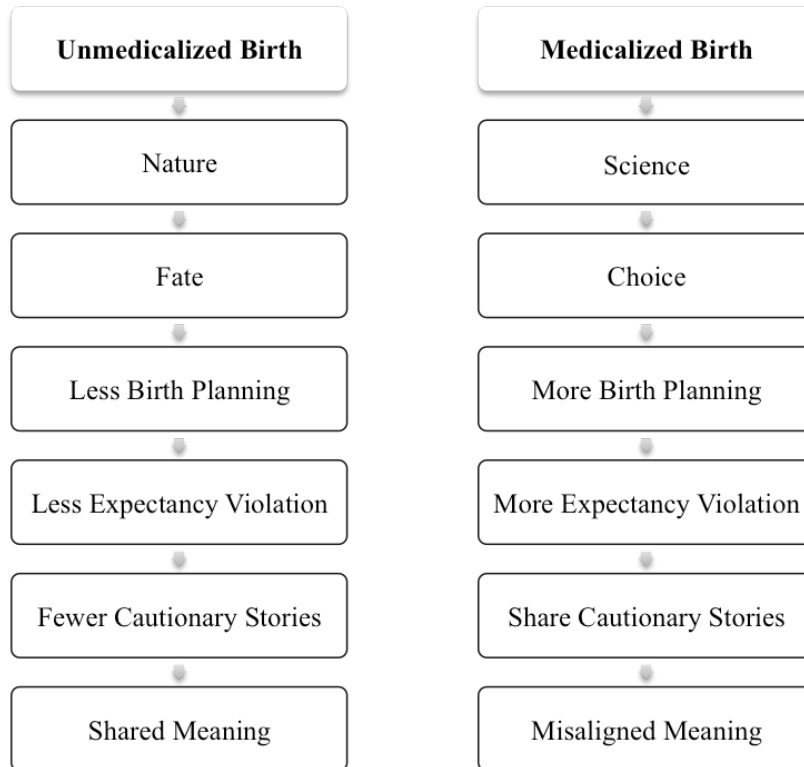 Unmedicalized Birth
Nature
Fate
Less Birth Planning
Less Expectancy Violation
Fewer Cautionary Stories
Shared Meaning
Medicalized Birth
Science
Choice
More Birth Planning
More Expectancy Violation
Share Cautionary Stories
Misaligned Meaning